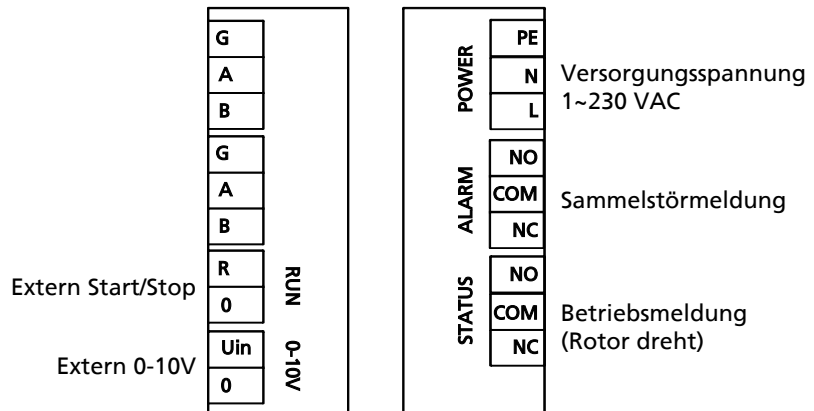 G
A
B
G
A
B
Extern Start/Stop
R
0
RUN
Extern 0-10V
Uin
0
0-10V
POWER
PE
N
L
Versorgungsspannung
1~230 VAC
ALARM
NO
COM
NC
Sammelstörmeldung
STATUS
NO
COM
NC
Betriebsmeldung
(Rotor dreht)